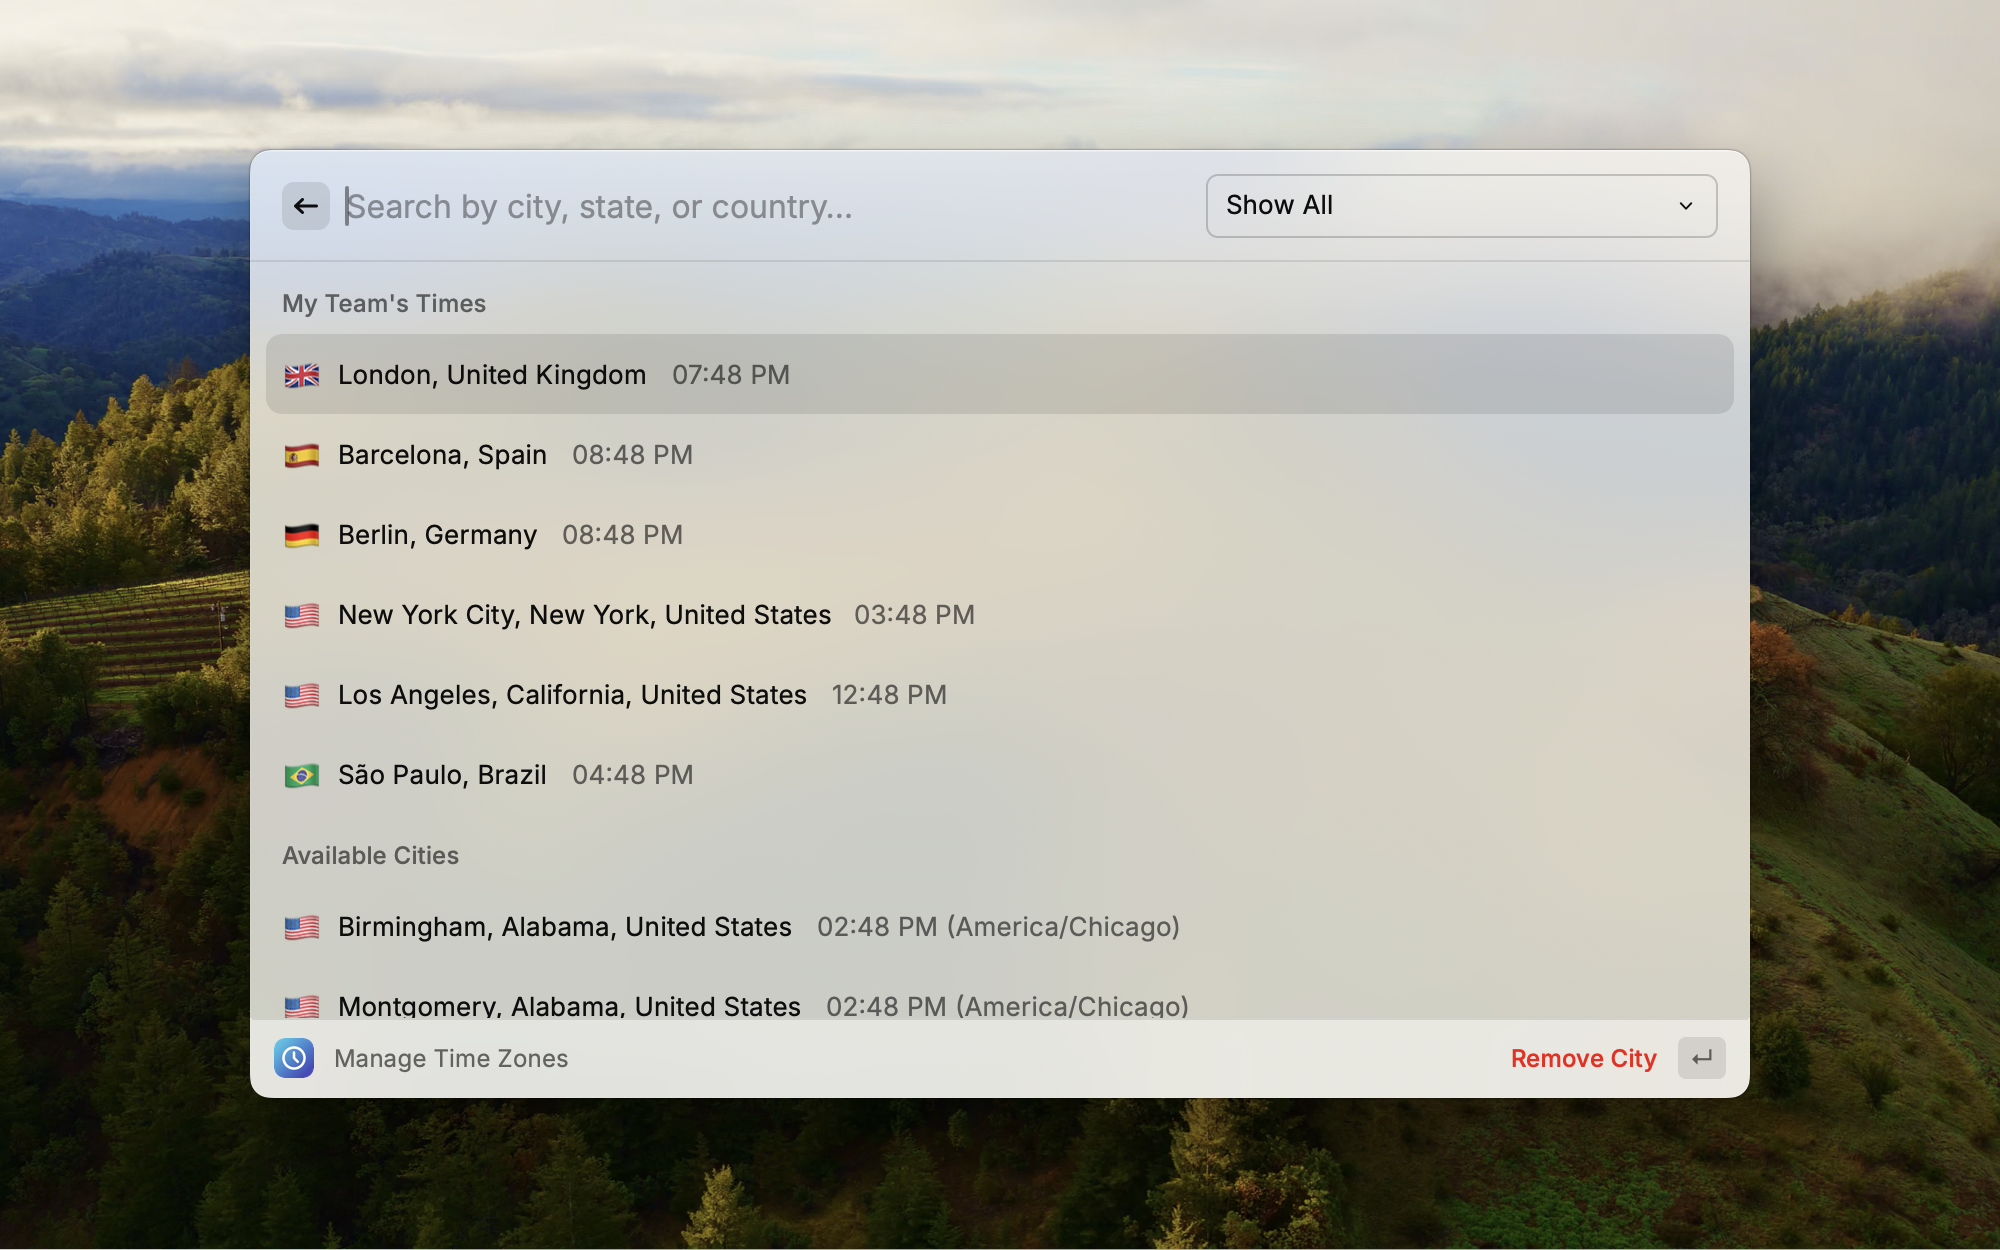 Search by city, state, or country...
Show All
My Team's Times
London, United Kingdom 07:48 PM
Barcelona, Spain 08:48 PM
Berlin, Germany 08:48 PM
New York City, New York, United States 03:48 PM
Los Angeles, California, United States 12:48 PM
São Paulo, Brazil 04:48 PM
Available Cities
Birmingham, Alabama, United States 02:48 PM (America/Chicago)
Montgomery, Alabama, United States 02:48 PM (America/Chicago)
Manage Time Zones
Remove City